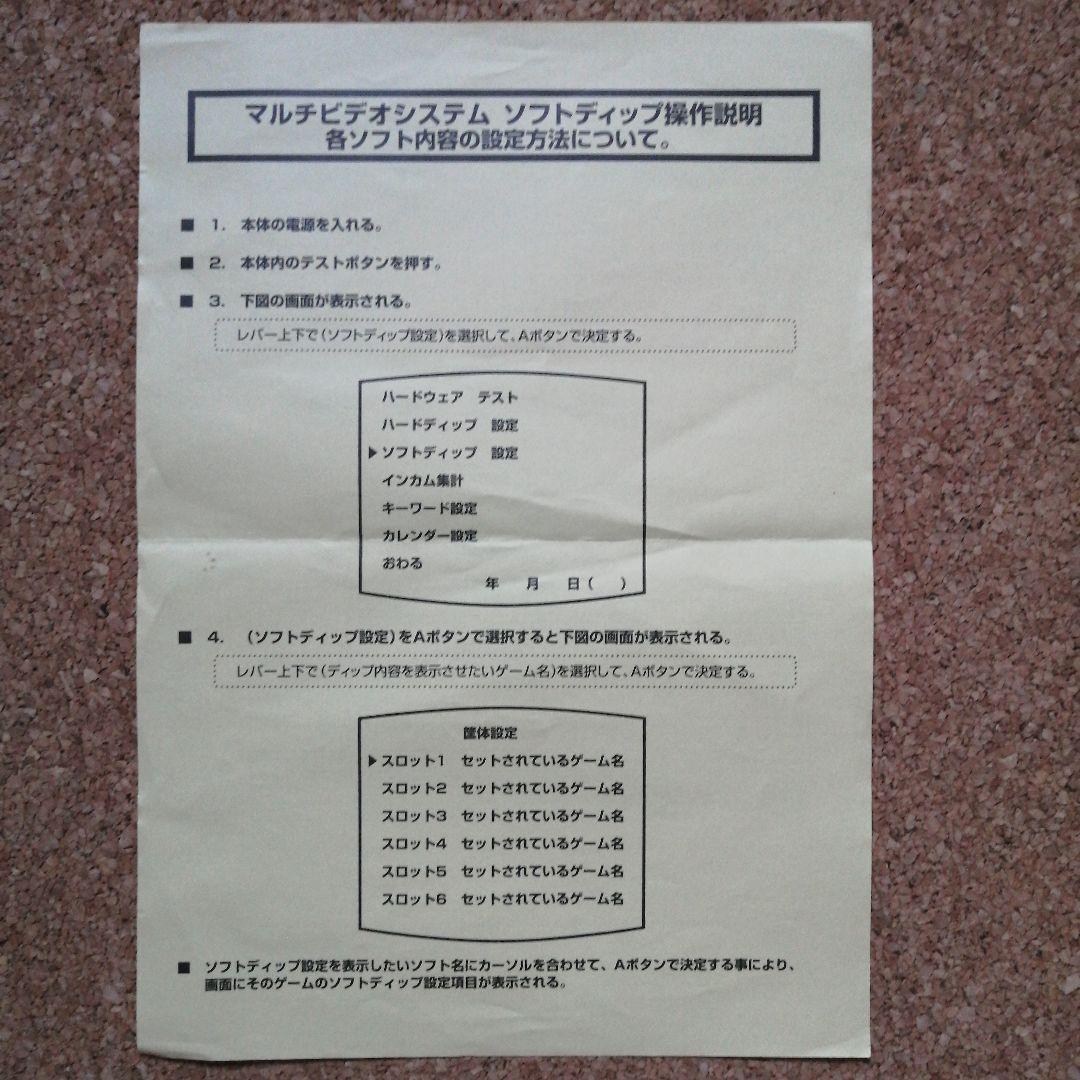 マルチビデオシステム ソフトディップ操作説明
各ソフト内容の設定方法について。
■ 1. 本体の電源を入れる。
■ 2. 本体内のテストボタンを押す。
■ 3. 下図の画面が表示される。
レバー上下で(ソフトディップ設定)を選択して、Aボタンで決定する。
ハードウェア テスト
ハードディップ 設定
▶ソフトディップ 設定
インカム集計
キーワード設定
カレンダー設定
おわる
年 月 日( )
■ 4. (ソフトディップ設定)をAボタンで選択すると下図の画面が表示される。
レバー上下で(ディップ内容を表示させたいゲーム名)を選択して、Aボタンで決定する。
筐体設定
▶スロット1 セットされているゲーム名
スロット2 セットされているゲーム名
スロット3 セットされているゲーム名
スロット4 セットされているゲーム名
スロット5 セットされているゲーム名
スロット6 セットされているゲーム名
■ ソフトディップ設定を表示したいソフト名にカーソルを合わせて、Aボタンで決定する事により、
画面にそのゲームのソフトディップ設定項目が表示される。